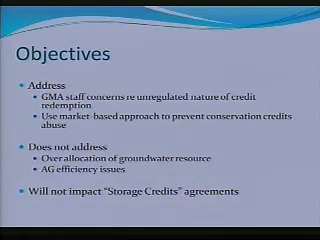 Objectives
Address
GMA staff concerns re unregulated nature of credit
redemption
Use market-based approach to prevent conservation credits
abuse
Does not address
Over allocation of groundwater resource
AG efficiency issues
Will not impact “Storage Credits” agreements